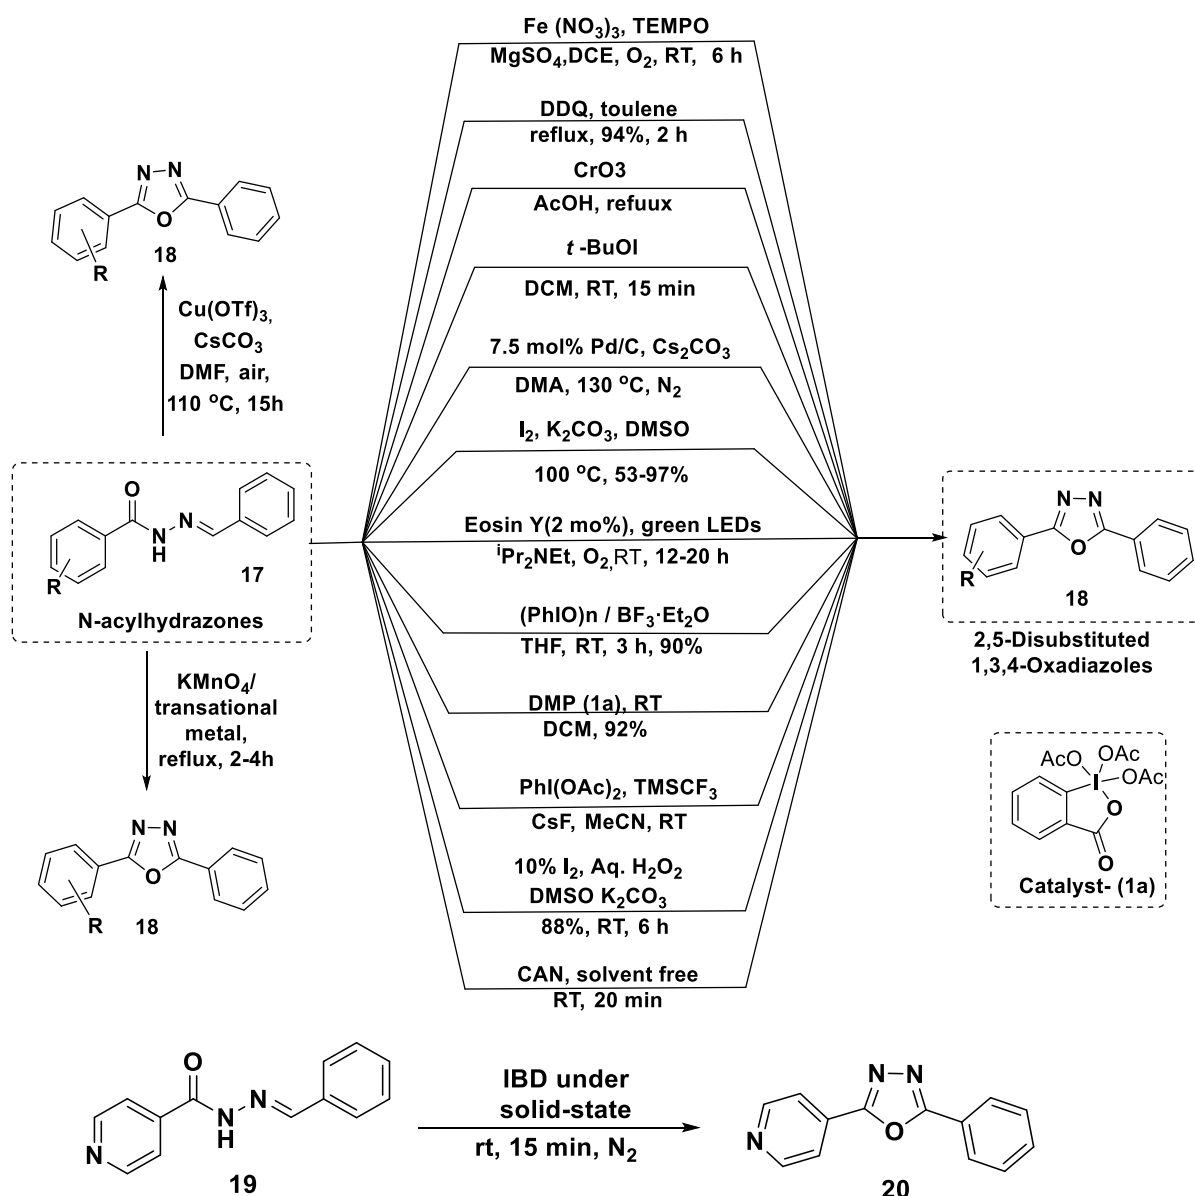 Fe (NO₃)₃, TEMPO
MgSO₄,DCE, O₂, RT, 6 h
DDQ, toulene
reflux, 94%, 2 h
CrO3
AcOH, refuux
t -BuOI
DCM, RT, 15 min
7.5 mol% Pd/C, Cs₂CO₃
DMA, 130 °C, N₂
I₂, K₂CO₃, DMSO
100 °C, 53-97%
Eosin Y(2 mo%), green LEDs
ⁱPr₂NEt, O₂,RT, 12-20 h
(PhIO)n / BF₃·Et₂O
THF, RT, 3 h, 90%
DMP (1a), RT
DCM, 92%
PhI(OAc)₂, TMSCF₃
CsF, MeCN, RT
10% I₂, Aq. H₂O₂
DMSO K₂CO₃
88%, RT, 6 h
CAN, solvent free
RT, 20 min
N N
O
R
18
Cu(OTf)₃,
CsCO₃
DMF, air,
110 °C, 15h
O
N
N
H
R
17
N-acylhydrazones
KMnO₄/
transational
metal,
reflux, 2-4h
N N
O
R
18
N N
O
R
18
2,5-Disubstituted
1,3,4-Oxadiazoles
AcO OAc
I OAc
O
O
Catalyst- (1a)
O
N
N
H
N
19
IBD under
solid-state
rt, 15 min, N₂
N N
O
N
20